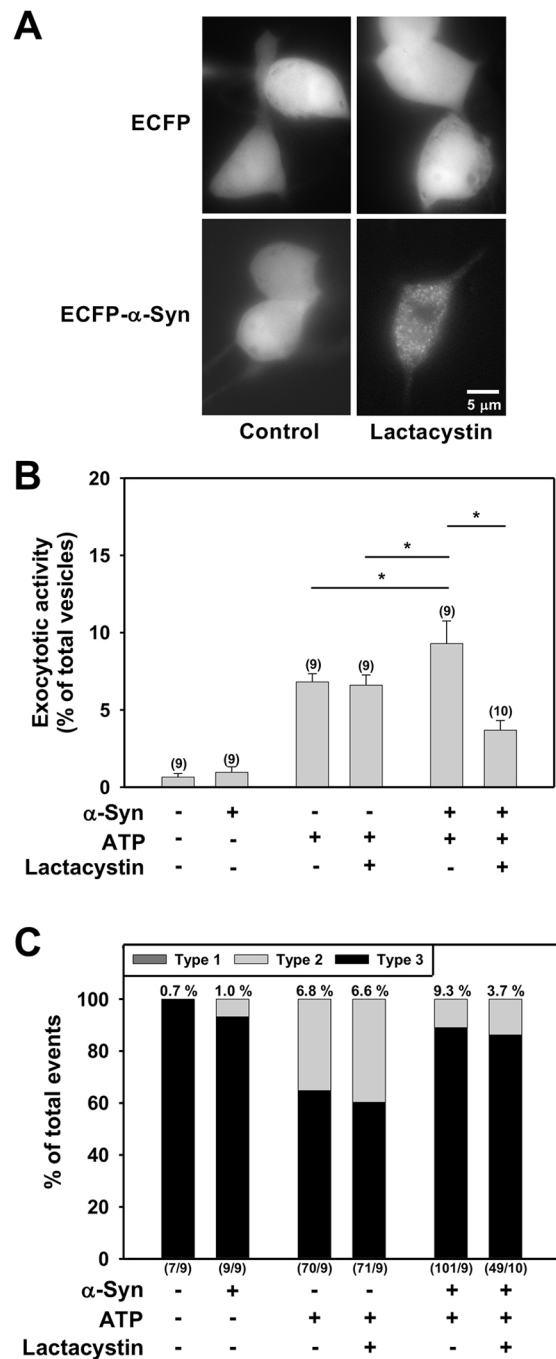 A
ECFP
ECFP-α-Syn
5 μm
Control Lactacystin
B
20
15
10
5
0
Exocytotic activity
(% of total vesicles)
* * *
(9) (9) (9) (9) (9) (10)
α-Syn - + - - + +
ATP - - + + + +
Lactacystin - - - + - +
C
Type 1 Type 2 Type 3
0.7 % 1.0 % 6.8 % 6.6 % 9.3 % 3.7 %
100
80
60
40
20
0
% of total events
(7/9) (9/9) (70/9) (71/9) (101/9) (49/10)
α-Syn - + - - + +
ATP - - + + + +
Lactacystin - - - + - +